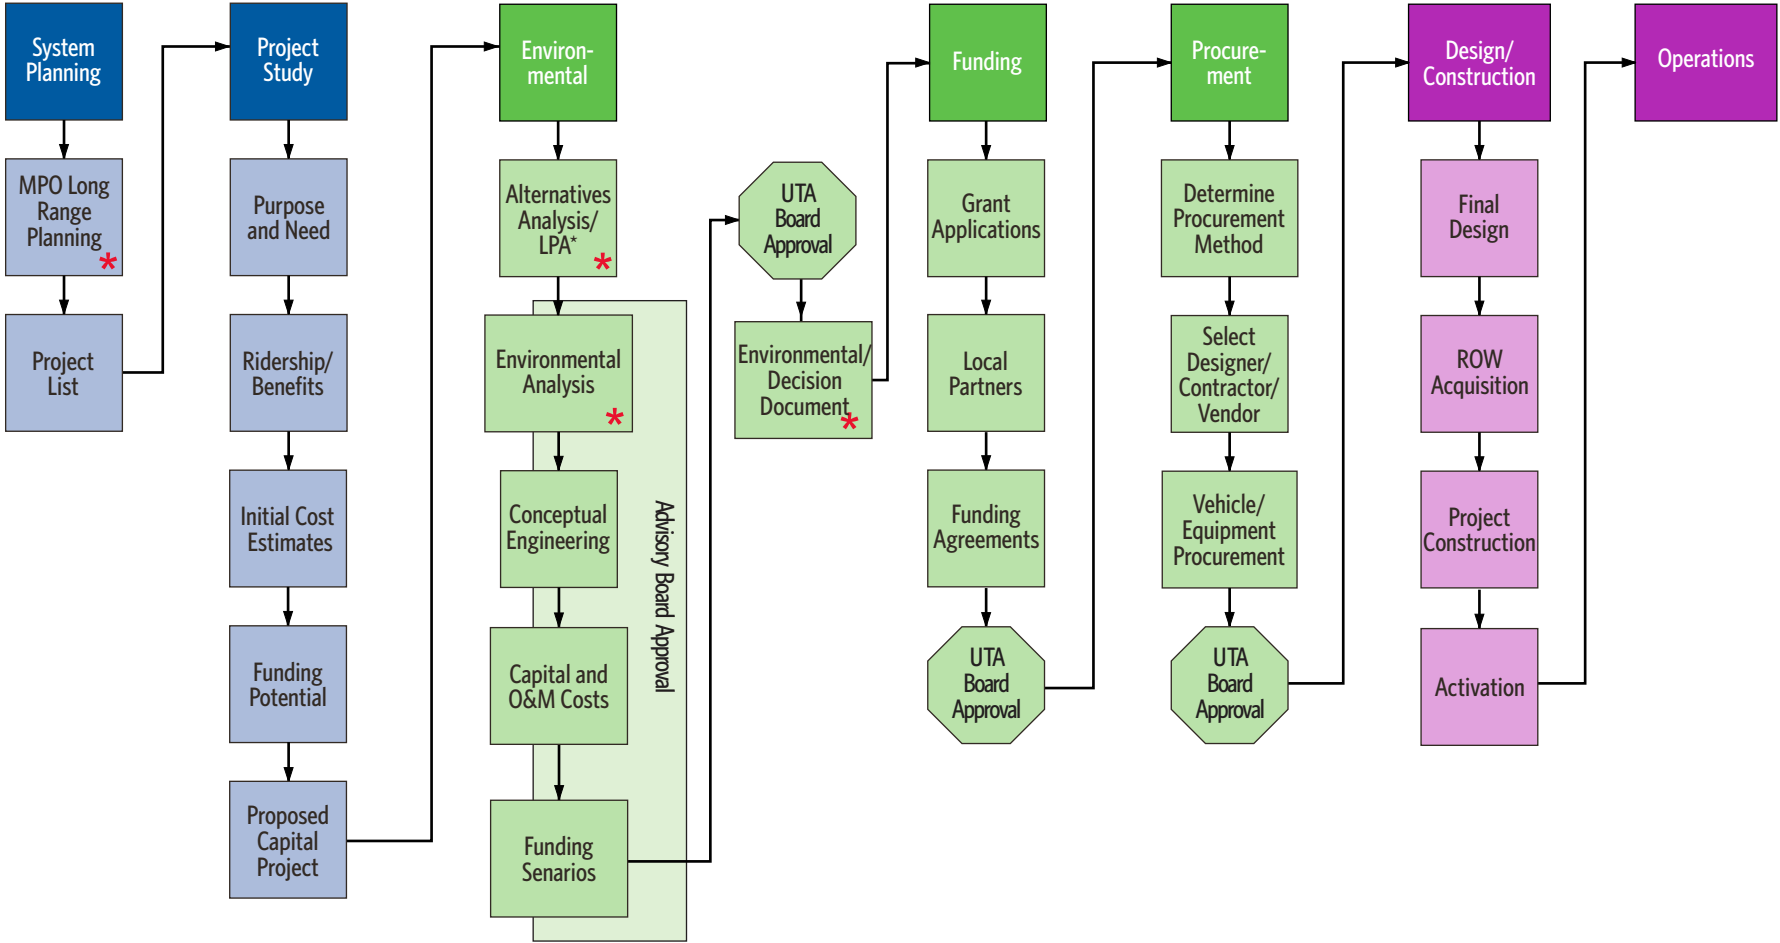 System
Planning
MPO Long
Range
Planning
*
Project
List
Project
Study
Purpose
and Need
Ridership/
Benefits
Initial Cost
Estimates
Funding
Potential
Proposed
Capital
Project
Environ-
mental
Alternatives
Analysis/
LPA*
*
Environmental
Analysis
*
Conceptual
Engineering
Capital and
O&M Costs
Funding
Senarios
Advisory Board Approval
UTA
Board
Approval
Environmental/
Decision
Document
*
Funding
Grant
Applications
Local
Partners
Funding
Agreements
UTA
Board
Approval
Procure-
ment
Determine
Procurement
Method
Select
Designer/
Contractor/
Vendor
Vehicle/
Equipment
Procurement
UTA
Board
Approval
Design/
Construction
Final
Design
ROW
Acquisition
Project
Construction
Activation
Operations